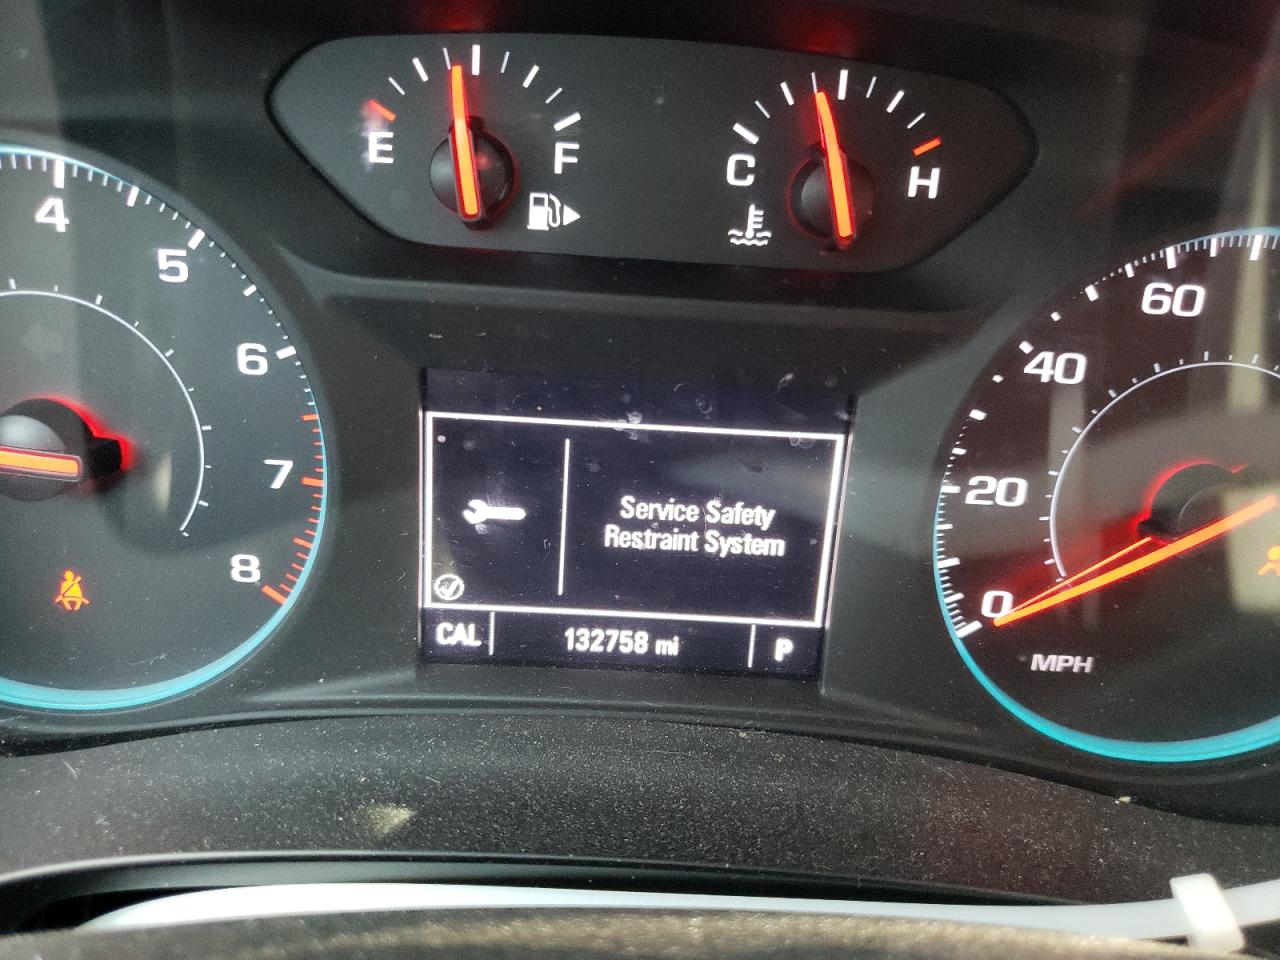 E
F
C
H
4
5
6
7
8
60
40
20
0
MPH
Service Safety
Restraint System
CAL
132758 mi
P